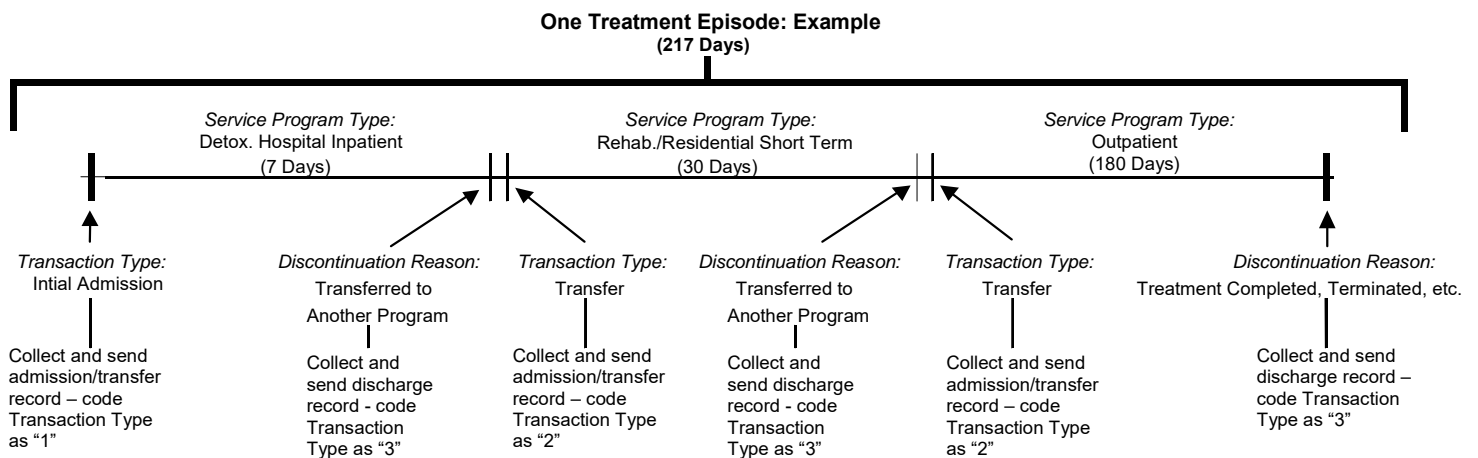 One Treatment Episode: Example
(217 Days)
Service Program Type:
Detox. Hospital Inpatient
(7 Days)
Service Program Type:
Rehab./Residential Short Term
(30 Days)
Service Program Type:
Outpatient
(180 Days)
Transaction Type:
Intial Admission
Collect and send
admission/transfer
record – code
Transaction Type
as “1”
Discontinuation Reason:
Transferred to
Another Program
Collect and
send discharge
record - code
Transaction
Type as “3”
Transaction Type:
Transfer
Collect and send
admission/transfer
record – code
Transaction Type
as “2”
Discontinuation Reason:
Transferred to
Another Program
Collect and
send discharge
record - code
Transaction
Type as “3”
Transaction Type:
Transfer
Collect and send
admission/transfer
record – code
Transaction Type
as “2”
Discontinuation Reason:
Treatment Completed, Terminated, etc.
Collect and send
discharge record –
code Transaction
Type as “3”